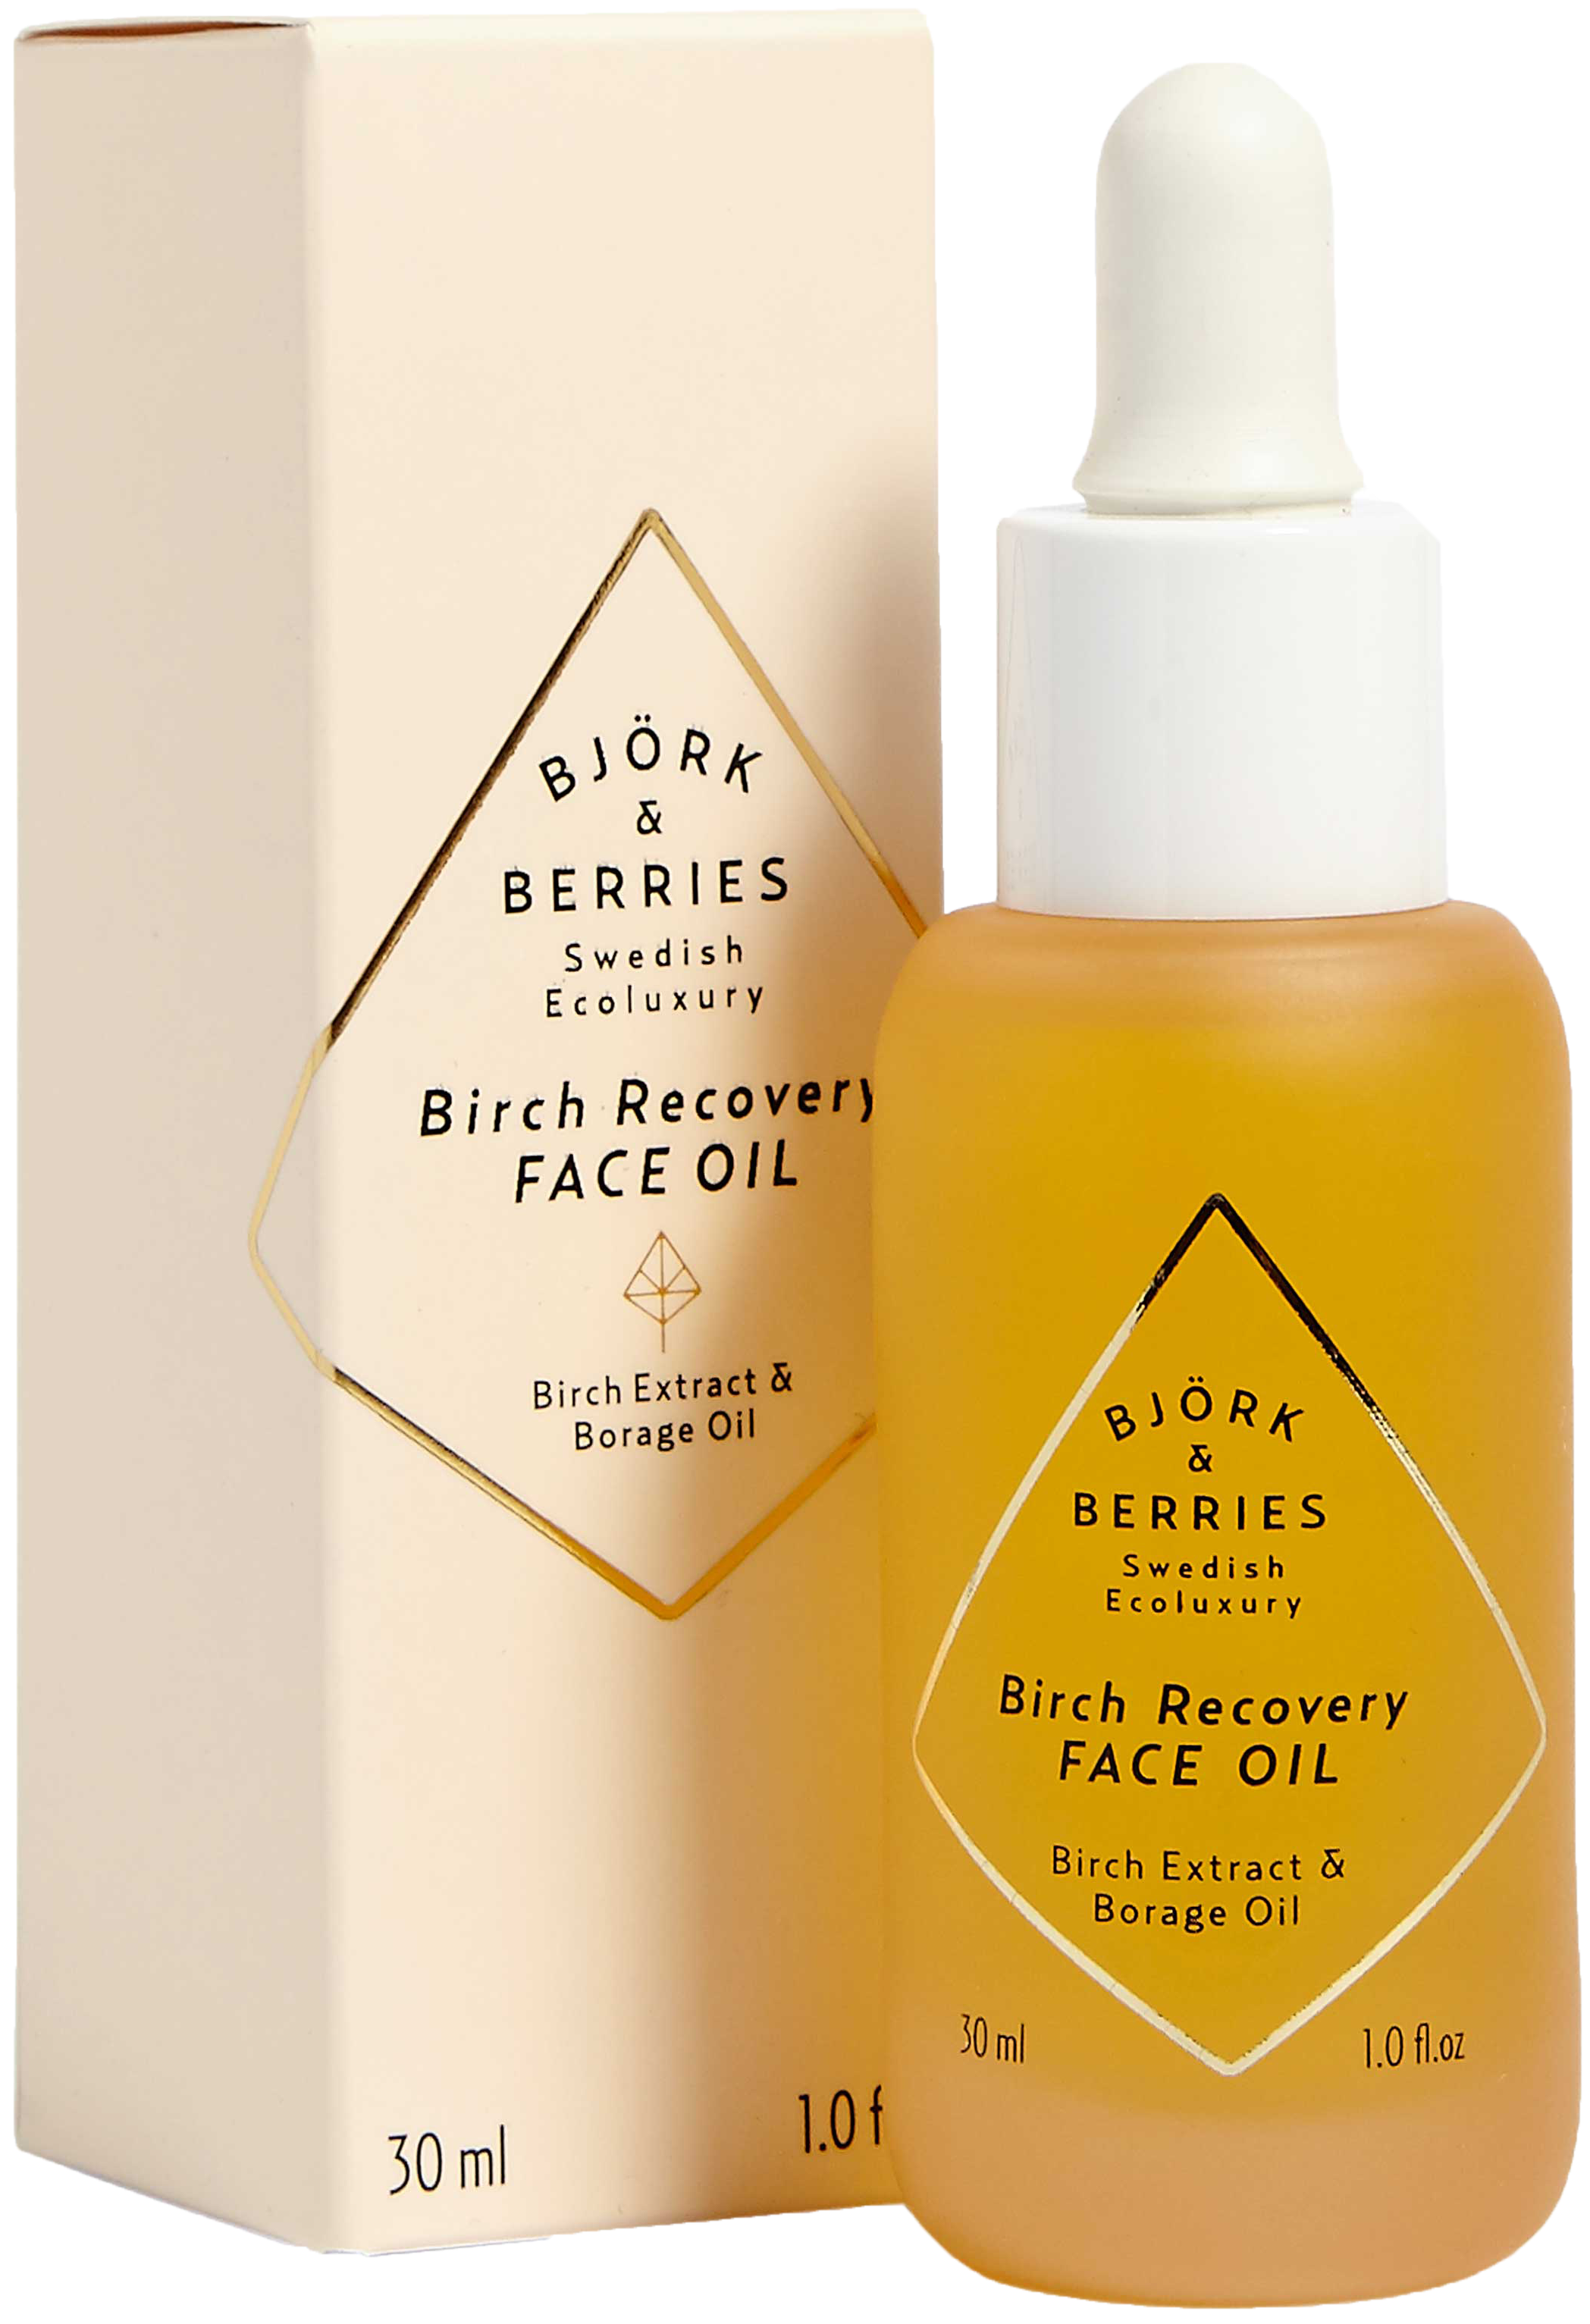 BJÖRK
&
BERRIES
Swedish
Ecoluxury
Birch Recovery
FACE OIL
Birch Extract &
Borage Oil
30 ml 1.0 f
BJÖRK
&
BERRIES
Swedish
Ecoluxury
Birch Recovery
FACE OIL
Birch Extract &
Borage Oil
30 ml 1.0 fl.oz